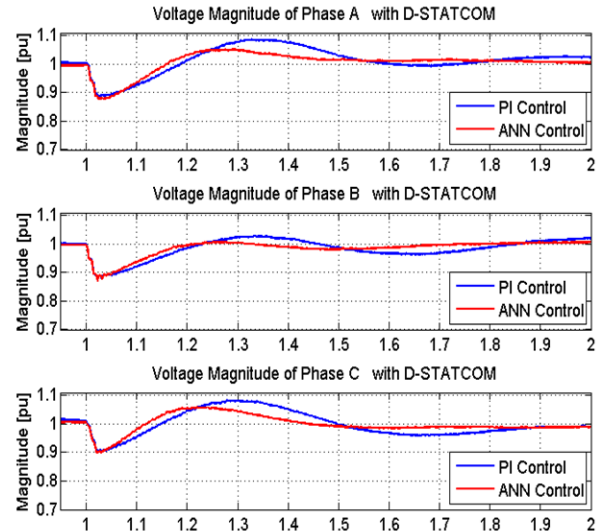 Voltage Magnitude of Phase A with D-STATCOM
Magnitude [pu]
1.1
1
0.9
0.8
0.7
PI Control
ANN Control
1 1.1 1.2 1.3 1.4 1.5 1.6 1.7 1.8 1.9 2
Voltage Magnitude of Phase B with D-STATCOM
Magnitude [pu]
1.1
1
0.9
0.8
0.7
PI Control
ANN Control
1 1.1 1.2 1.3 1.4 1.5 1.6 1.7 1.8 1.9 2
Voltage Magnitude of Phase C with D-STATCOM
Magnitude [pu]
1.1
1
0.9
0.8
0.7
PI Control
ANN Control
1 1.1 1.2 1.3 1.4 1.5 1.6 1.7 1.8 1.9 2